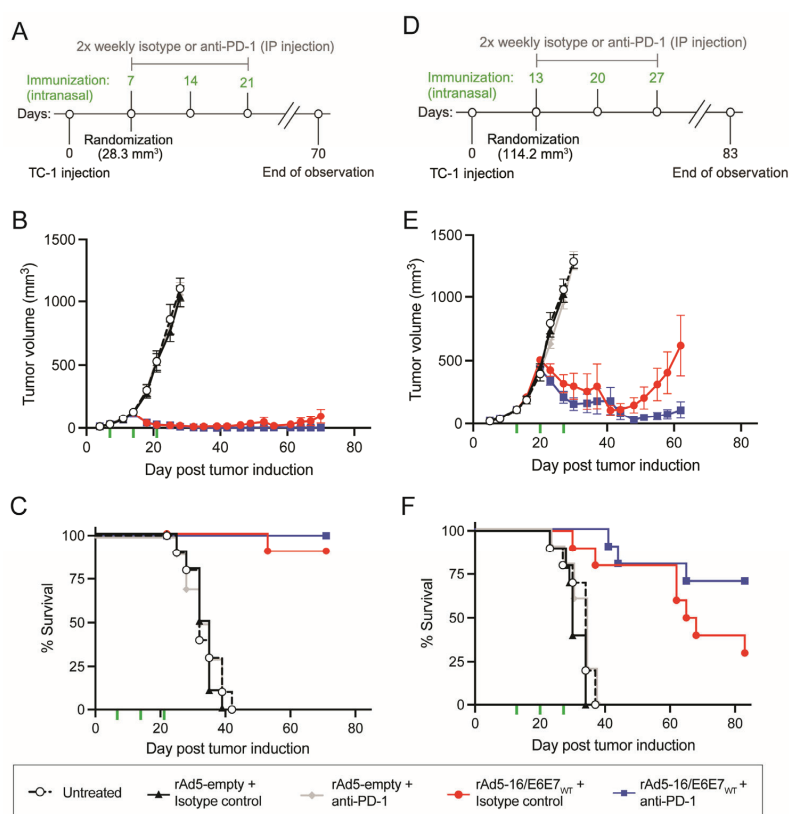 A
2x weekly isotype or anti-PD-1 (IP injection)
Immunization:
(intranasal)
7 14 21
Days:
Randomization
(28.3 mm³)
0 70
TC-1 injection End of observation
D
2x weekly isotype or anti-PD-1 (IP injection)
Immunization:
(intranasal)
13 20 27
Days:
Randomization
(114.2 mm³)
0 83
TC-1 injection End of observation
B
Tumor volume (mm³)
1500
1000
500
0
0 20 40 60 80
Day post tumor induction
E
Tumor volume (mm³)
1500
1000
500
0
0 20 40 60 80
Day post tumor induction
C
% Survival
100
75
50
25
0
0 20 40 60 80
Day post tumor induction
F
% Survival
100
75
50
25
0
0 20 40 60 80
Day post tumor induction
Untreated
rAd5-empty +
Isotype control
rAd5-empty +
anti-PD-1
rAd5-16/E6E7WT +
Isotype control
rAd5-16/E6E7WT +
anti-PD-1